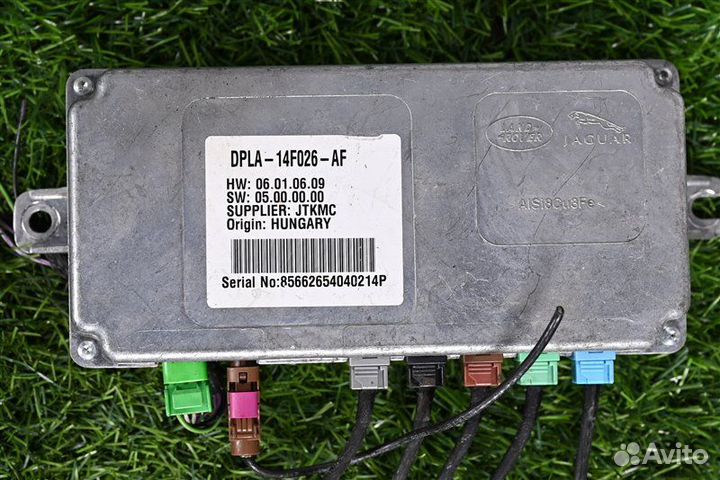 DPLA-14F026-AF
HW: 06.01.06.09
SW: 05.00.00.00
SUPPLIER: JTKMC
Origin: HUNGARY
Serial No:85662654040214P
LAND ROVER
JAGUAR
AlSi8Cu3Fe
Avito